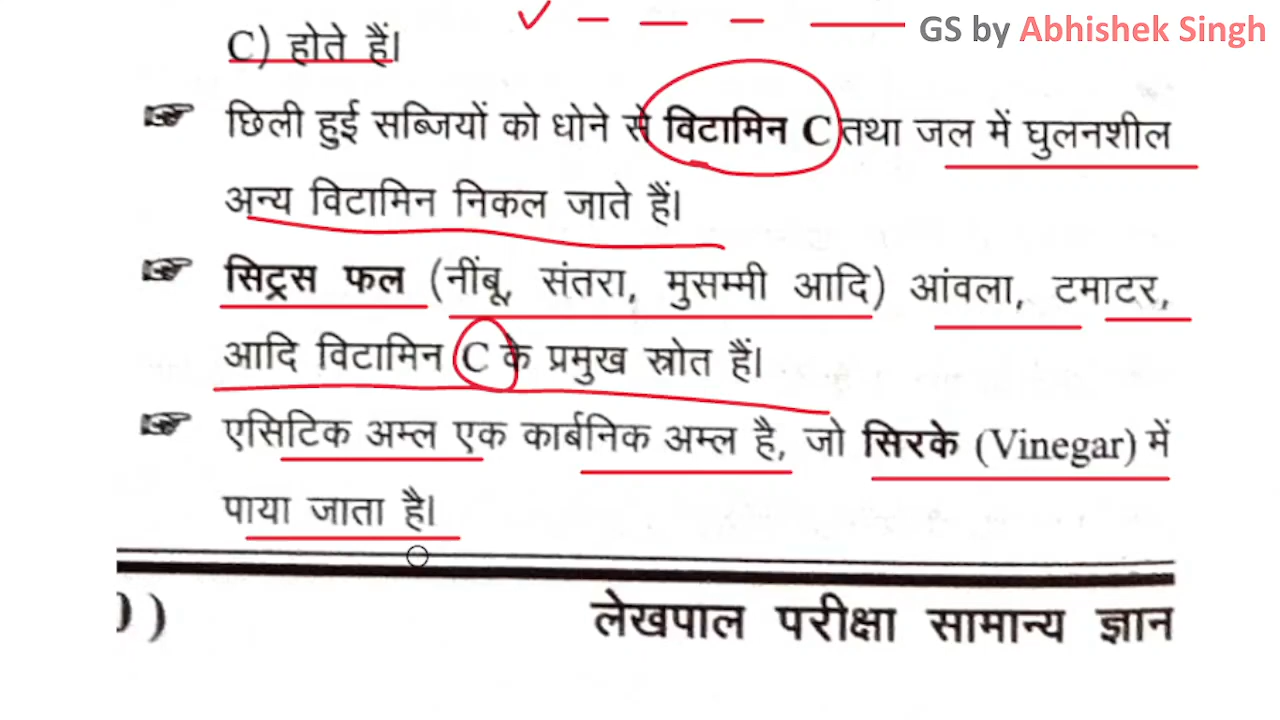 GS by Abhishek Singh
C) होते हैं।
छिली हुई सब्जियों को धोने से विटामिन C तथा जल में घुलनशील
अन्य विटामिन निकल जाते हैं।
सिट्रस फल (नींबू, संतरा, मुसम्मी आदि) आंवला, टमाटर,
आदि विटामिन C के प्रमुख स्रोत हैं।
एसिटिक अम्ल एक कार्बनिक अम्ल है, जो सिरके (Vinegar) में
पाया जाता है।
लेखपाल परीक्षा सामान्य ज्ञान